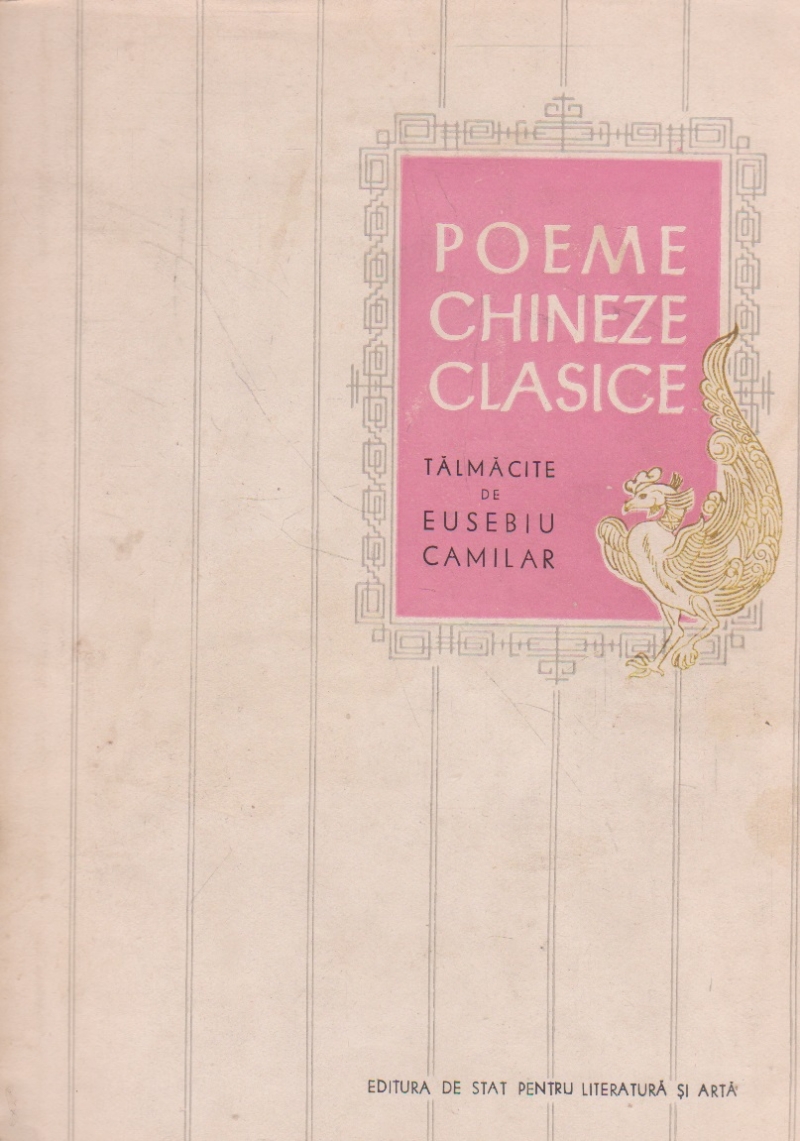 POEME
CHINEZE
CLASICE
TĂLMĂCITE
DE
EUSEBIU
CAMILAR
EDITURA DE STAT PENTRU LITERATURĂ ȘI ARTĂ